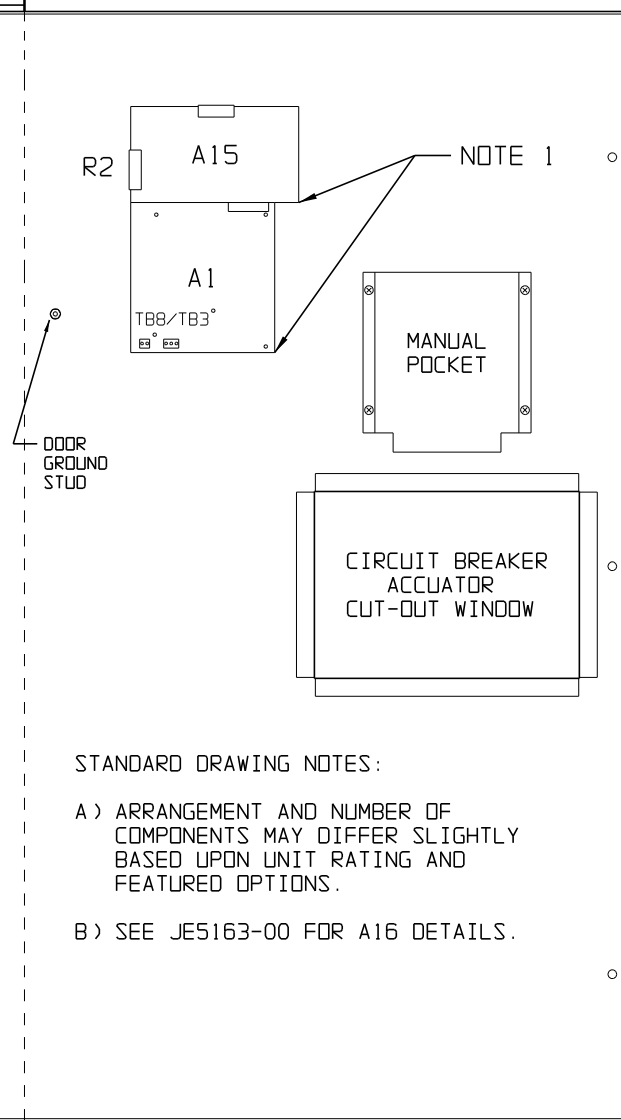 R2
A15
NOTE 1
A1
TB8/TB3
MANUAL
POCKET
DOOR
GROUND
STUD
CIRCUIT BREAKER
ACCUATOR
CUT-OUT WINDOW
STANDARD DRAWING NOTES:
A) ARRANGEMENT AND NUMBER OF
COMPONENTS MAY DIFFER SLIGHTLY
BASED UPON UNIT RATING AND
FEATURED OPTIONS.
B) SEE JE5163-00 FOR A16 DETAILS.